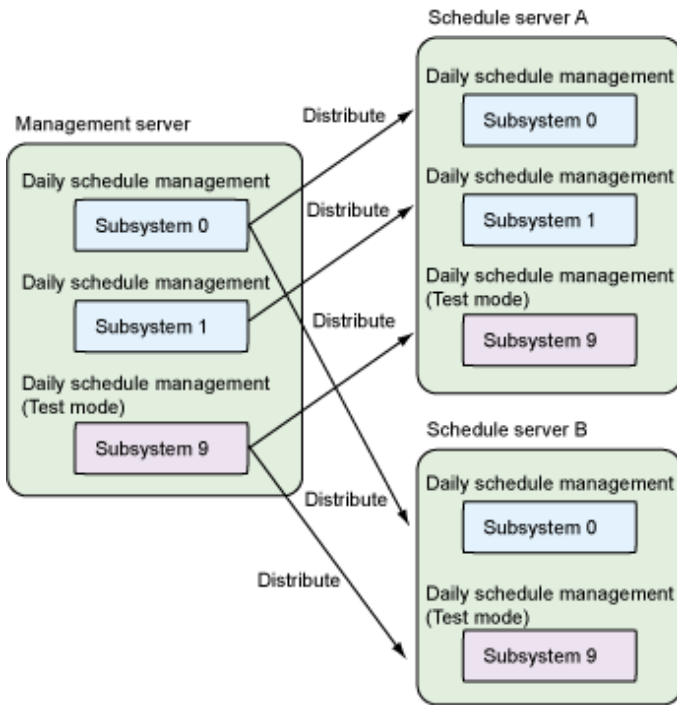 Schedule server A
Daily schedule management
Subsystem 0
Daily schedule management
Subsystem 1
Daily schedule management
(Test mode)
Subsystem 9
Management server
Daily schedule management
Subsystem 0
Daily schedule management
Subsystem 1
Daily schedule management
(Test mode)
Subsystem 9
Distribute
Distribute
Distribute
Distribute
Distribute
Schedule server B
Daily schedule management
Subsystem 0
Daily schedule management
(Test mode)
Subsystem 9